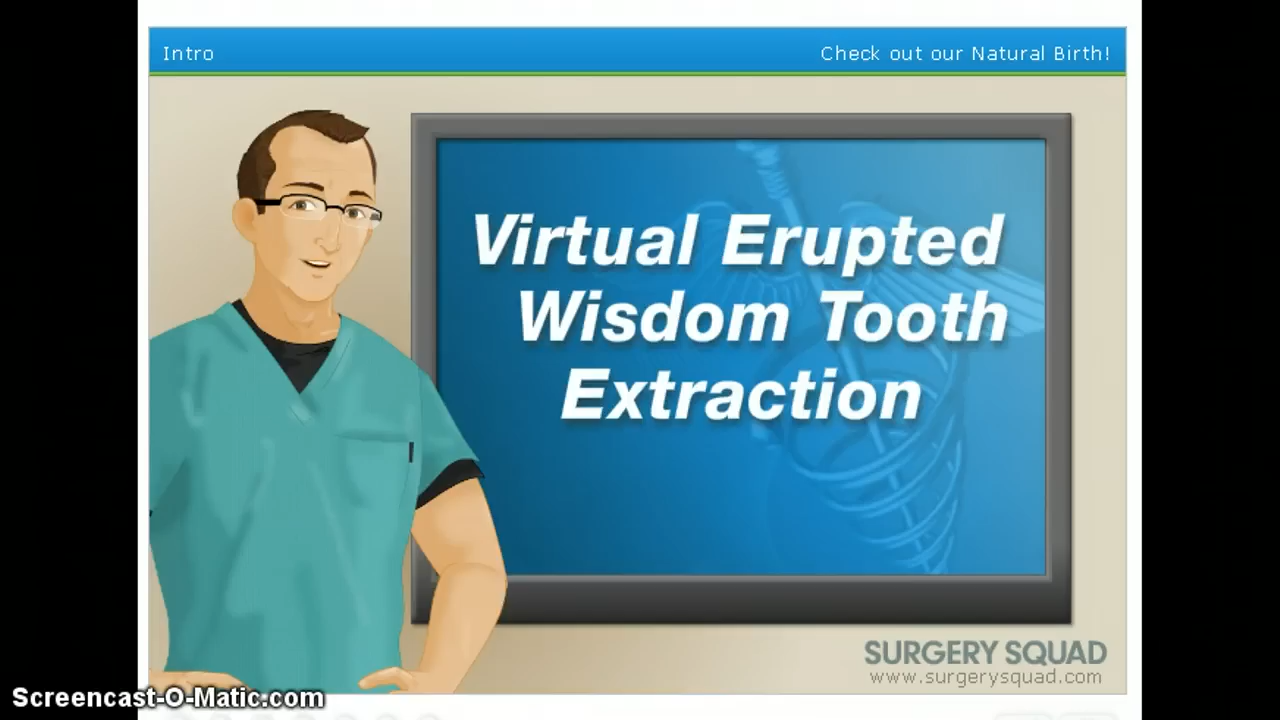 Intro
Check out our Natural Birth!
Virtual Erupted
Wisdom Tooth
Extraction
SURGERY SQUAD
www.surgerysquad.com
Screencast-O-Matic.com